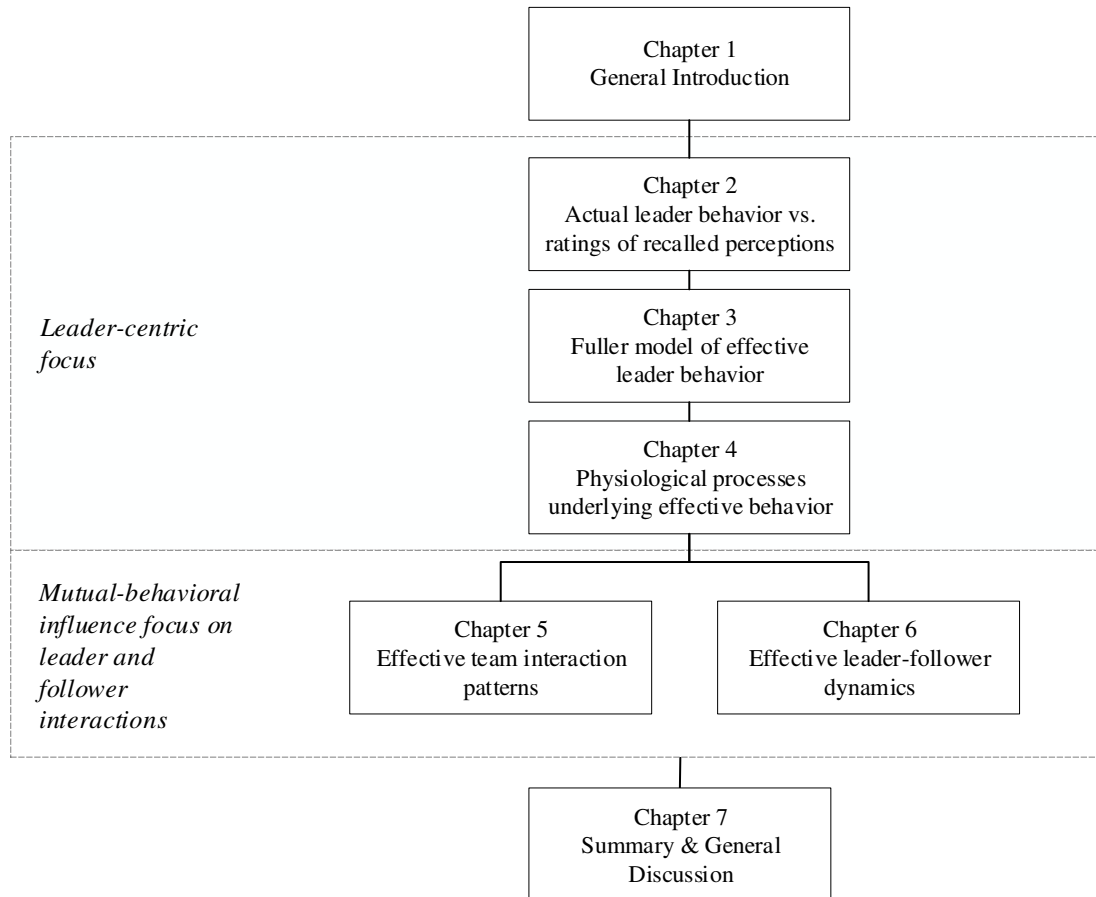 Chapter 1
General Introduction
Chapter 2
Actual leader behavior vs.
ratings of recalled perceptions
Leader-centric
focus
Chapter 3
Fuller model of effective
leader behavior
Chapter 4
Physiological processes
underlying effective behavior
Mutual-behavioral
influence focus on
leader and
follower
interactions
Chapter 5
Effective team interaction
patterns
Chapter 6
Effective leader-follower
dynamics
Chapter 7
Summary & General
Discussion